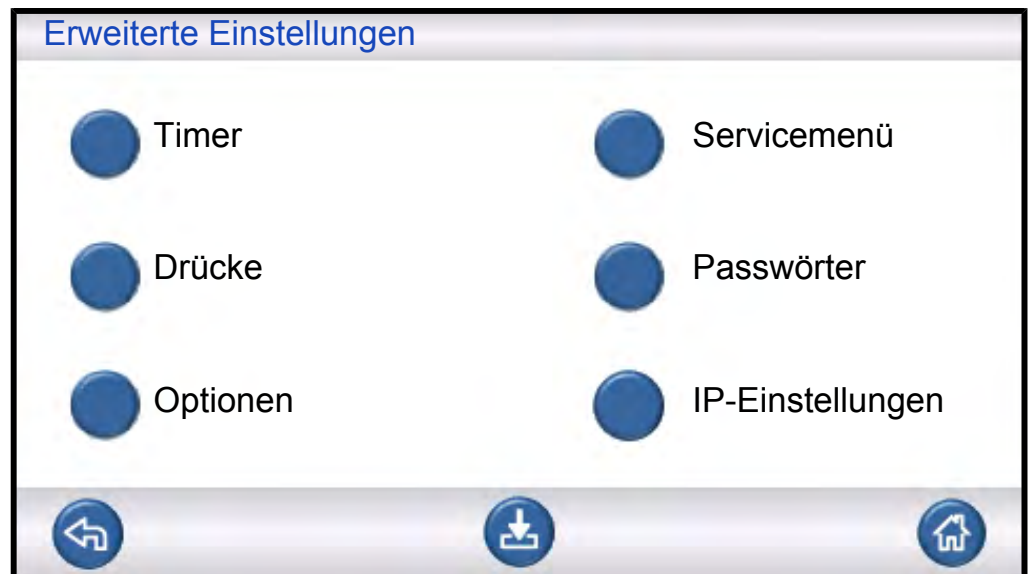 Erweiterte Einstellungen
Timer
Servicemenü
Drücke
Passwörter
Optionen
IP-Einstellungen